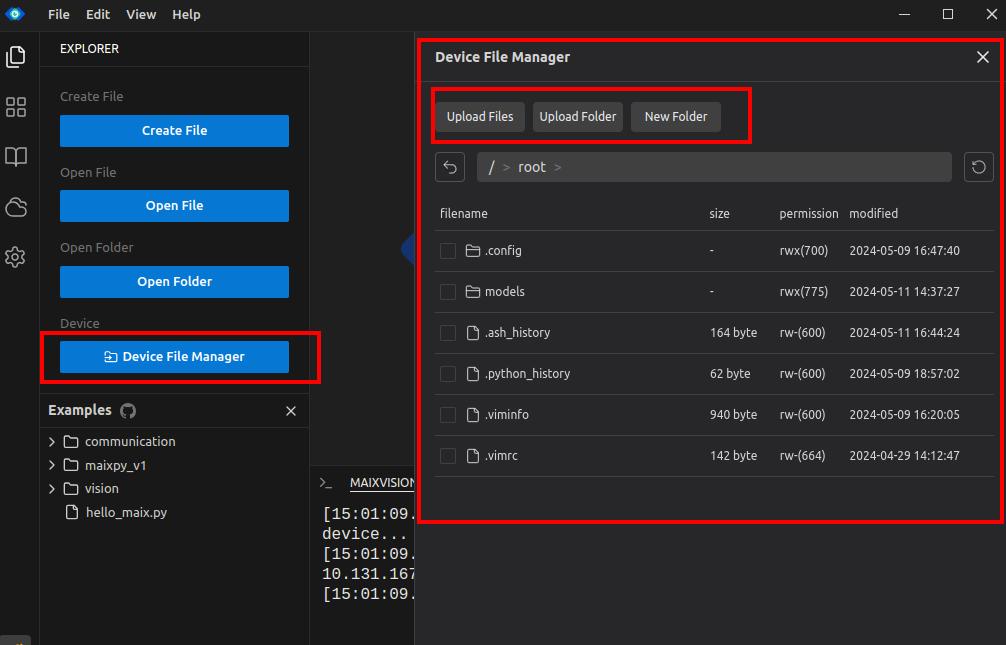 File Edit View Help
EXPLORER
Create File
Create File
Open File
Open File
Open Folder
Open Folder
Device
Device File Manager
Examples
communication
maixpy_v1
vision
hello_maix.py
>_ MAIXVISION
[15:01:09.
device...
[15:01:09.
10.131.167
[15:01:09.
Device File Manager
Upload Files Upload Folder New Folder
/ > root >
filename size permission modified
.config - rwx(700) 2024-05-09 16:47:40
models - rwx(775) 2024-05-11 14:37:27
.ash_history 164 byte rw-(600) 2024-05-11 16:44:24
.python_history 62 byte rw-(600) 2024-05-09 18:57:02
.viminfo 940 byte rw-(600) 2024-05-09 16:20:05
.vimrc 142 byte rw-(664) 2024-04-29 14:12:47